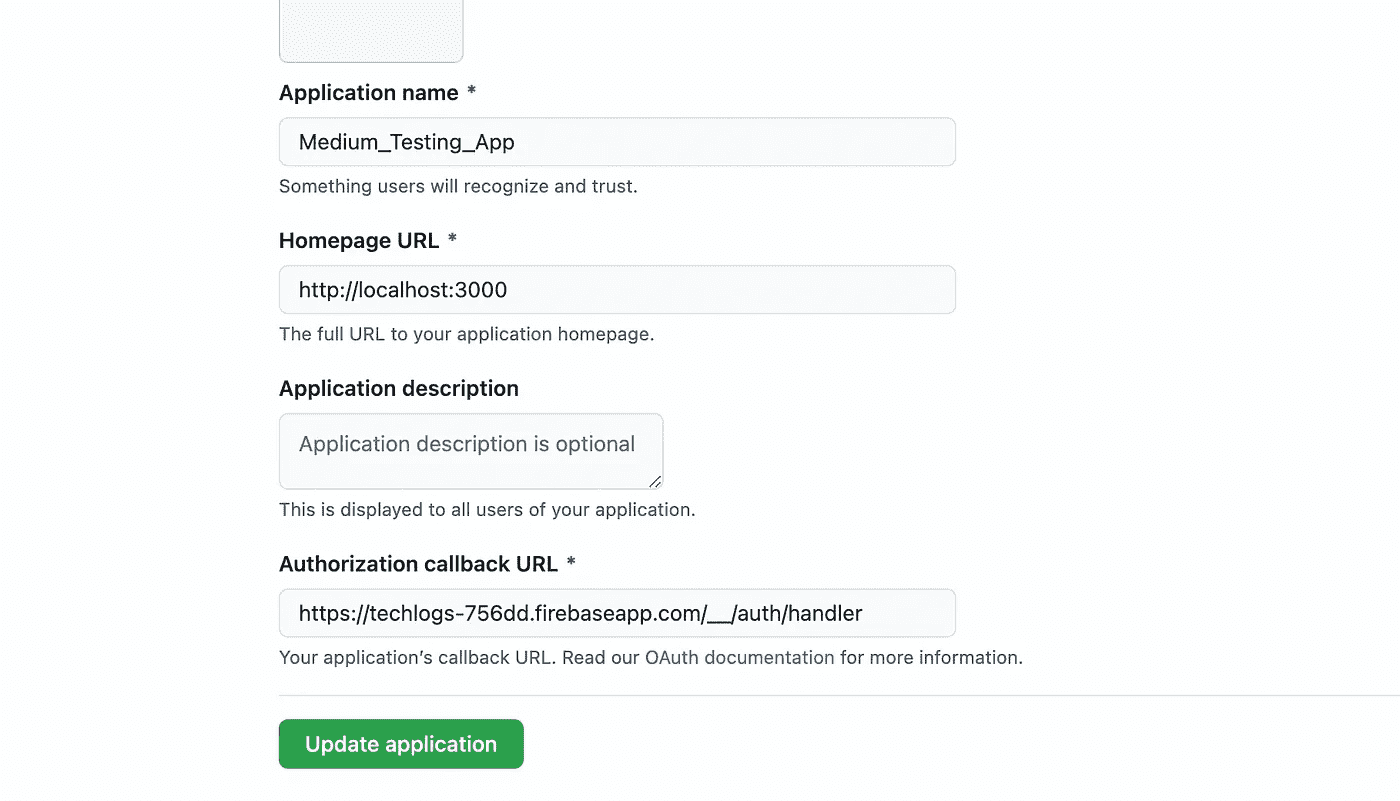 Application name *
Medium_Testing_App
Something users will recognize and trust.
Homepage URL *
http://localhost:3000
The full URL to your application homepage.
Application description
Application description is optional
This is displayed to all users of your application.
Authorization callback URL *
https://techlogs-756dd.firebaseapp.com/__/auth/handler
Your application’s callback URL. Read our OAuth documentation for more information.
Update application